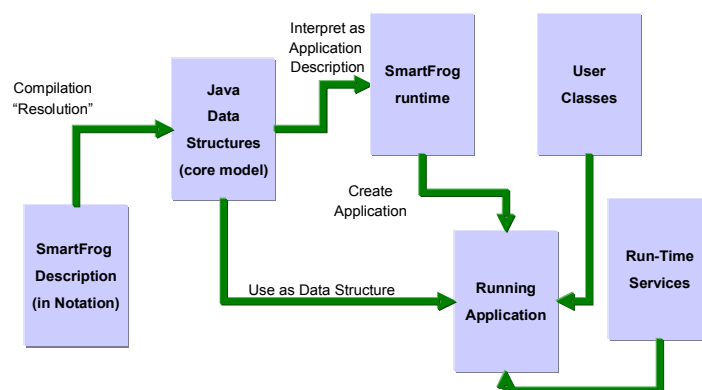 Compilation
“Resolution”
Java
Data
Structures
(core model)
Interpret as
Application
Description
SmartFrog
runtime
User
Classes
Create
Application
SmartFrog
Description
(in Notation)
Use as Data Structure
Running
Application
Run-Time
Services